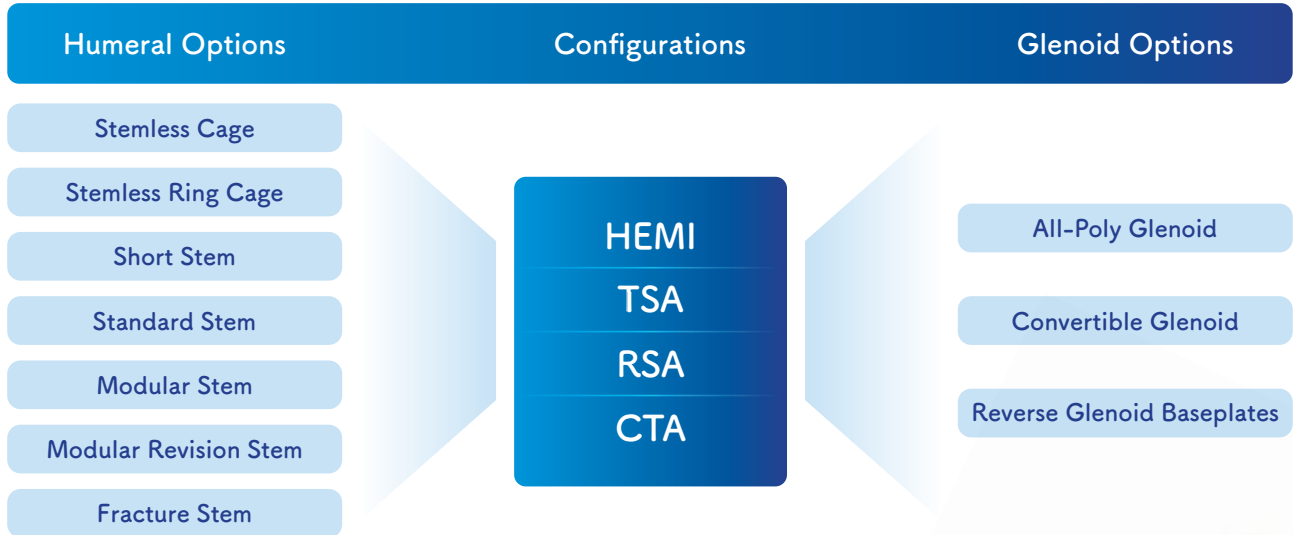 Humeral Options
Configurations
Glenoid Options
Stemless Cage
Stemless Ring Cage
Short Stem
Standard Stem
Modular Stem
Modular Revision Stem
Fracture Stem
HEMI
TSA
RSA
CTA
All-Poly Glenoid
Convertible Glenoid
Reverse Glenoid Baseplates